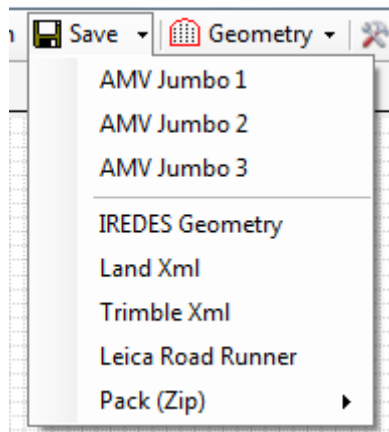 Save Geometry
AMV Jumbo 1
AMV Jumbo 2
AMV Jumbo 3
IREDES Geometry
Land Xml
Trimble Xml
Leica Road Runner
Pack (Zip)